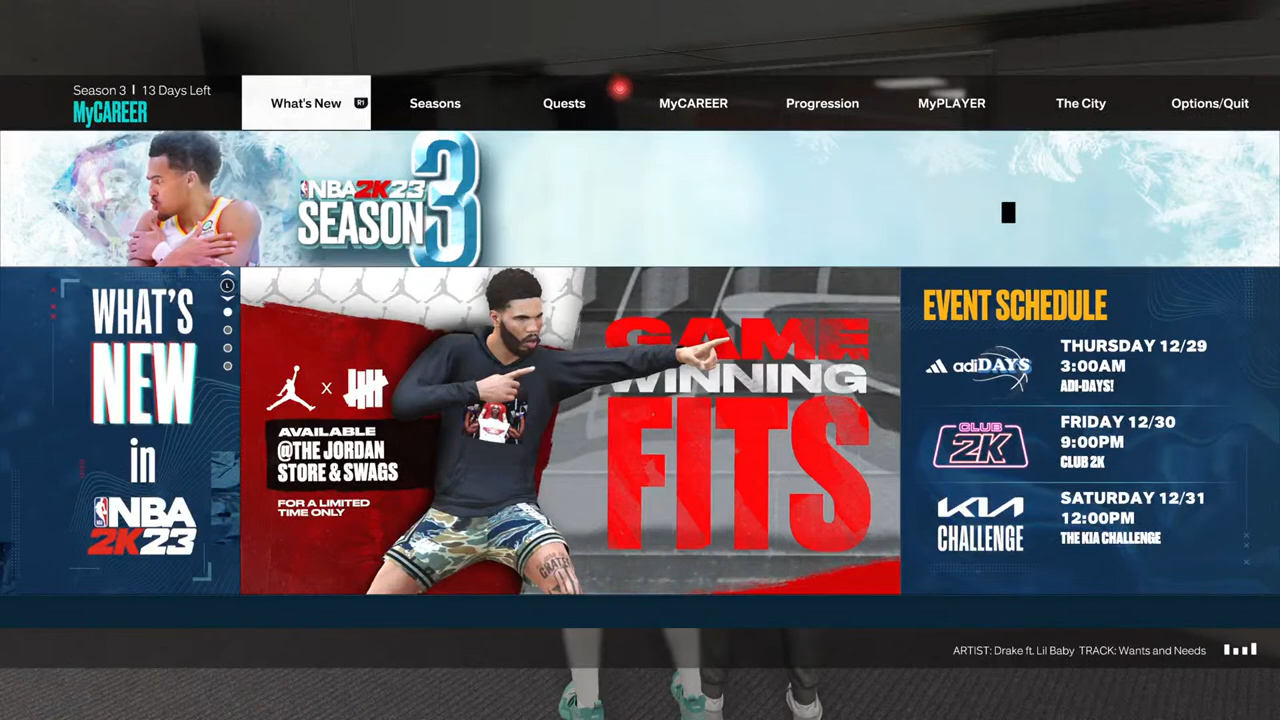 Season 3 | 13 Days Left
MyCAREER
What's New R1
Seasons
Quests
MyCAREER
Progression
MyPLAYER
The City
Options/Quit
NBA 2K23
SEASON 3
WHAT'S
NEW
in
NBA
2K23
L
AVAILABLE
@THE JORDAN
STORE & SWAGS
FOR A LIMITED
TIME ONLY
GAME
WINNING
FITS
EVENT SCHEDULE
adiDAYS
THURSDAY 12/29
3:00AM
ADI-DAYS!
CLUB
2K
FRIDAY 12/30
9:00PM
CLUB 2K
KIA
CHALLENGE
SATURDAY 12/31
12:00PM
THE KIA CHALLENGE
ARTIST: Drake ft. Lil Baby TRACK: Wants and Needs